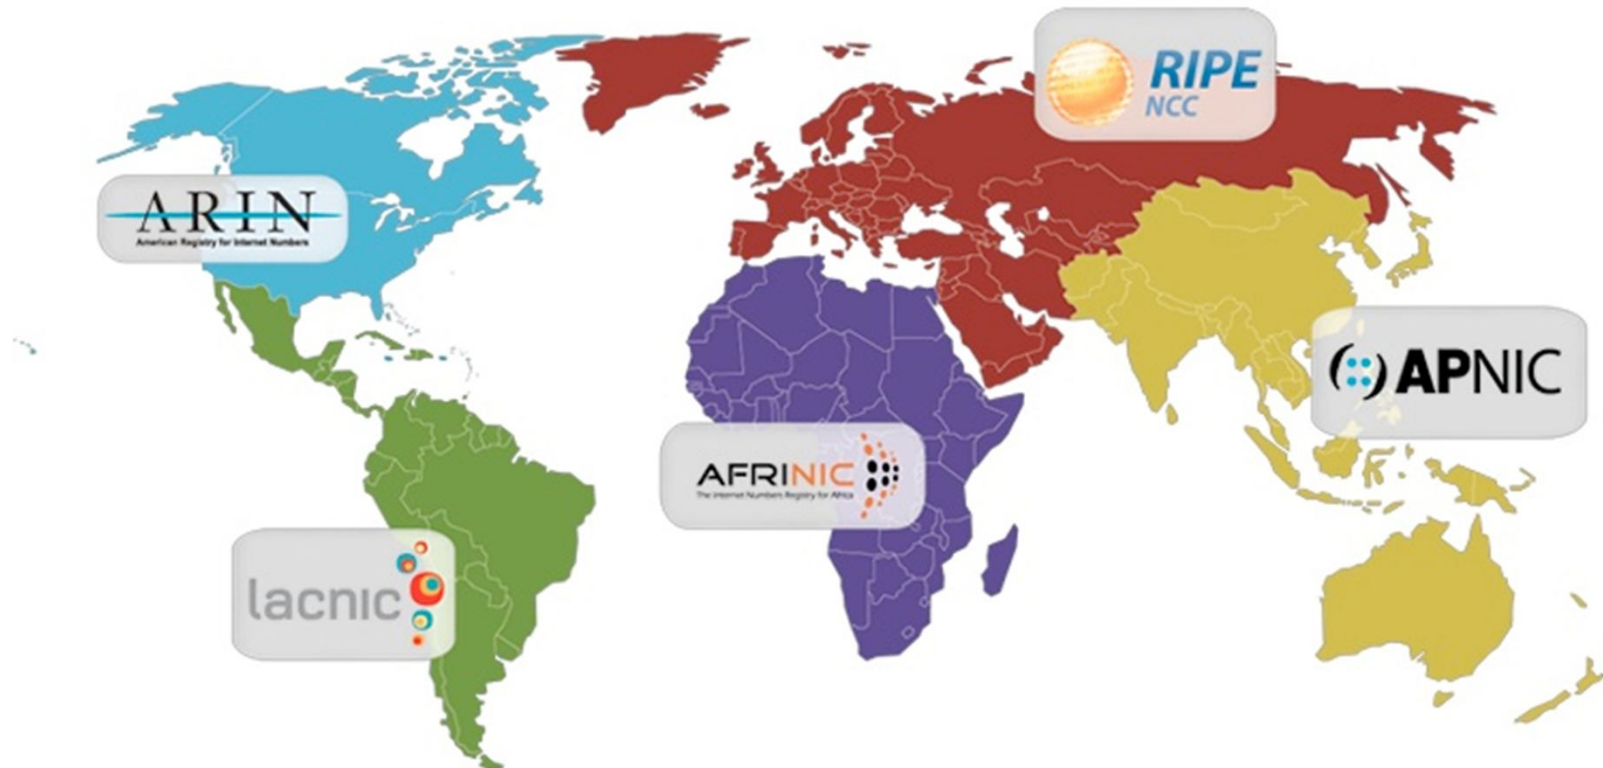 RIPE
NCC
ARIN
American Registry for Internet Numbers
APNIC
AFRINIC
The Internet Numbers Registry for Africa
lacnic